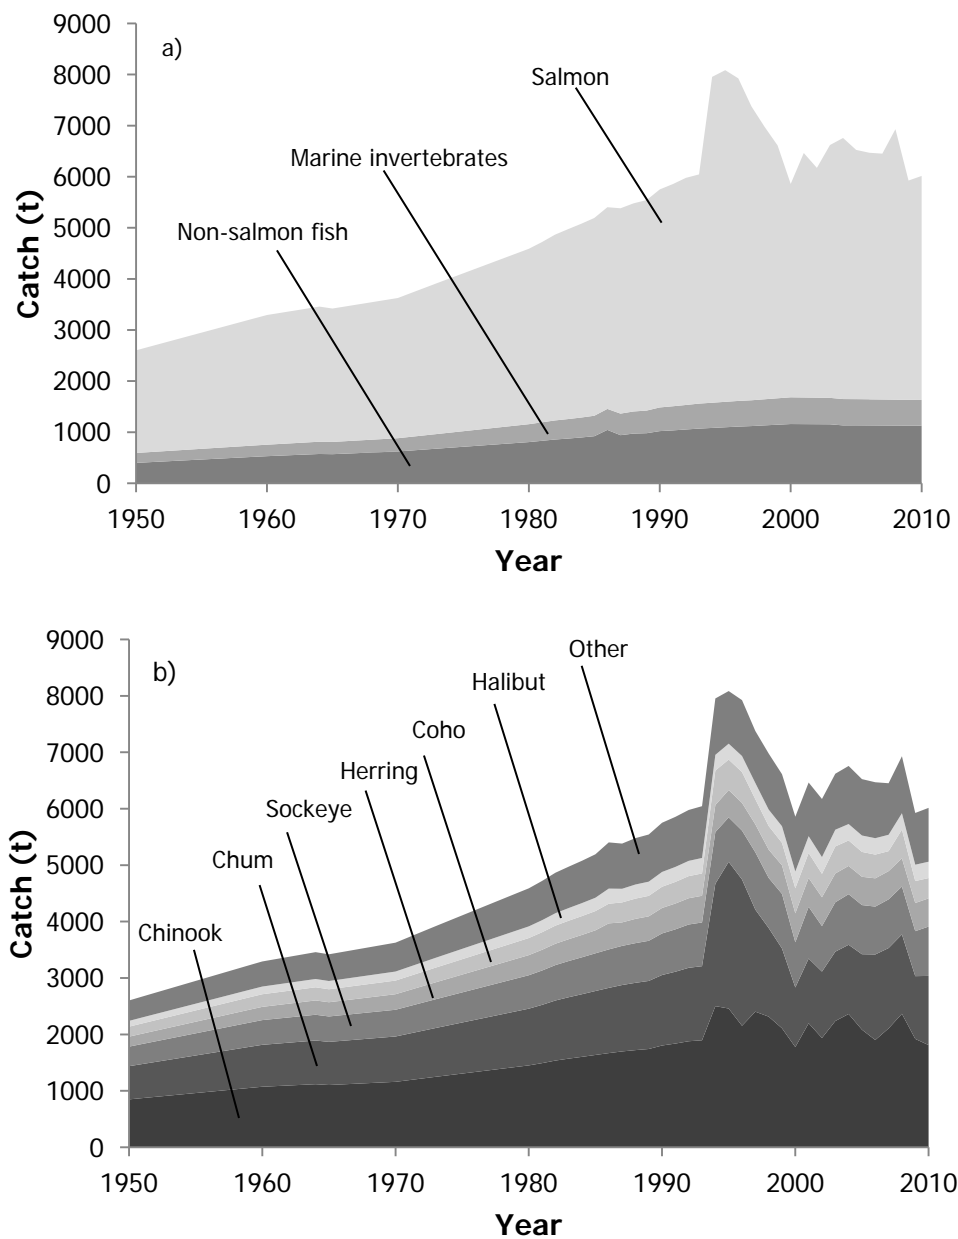 9000
a)
8000
Salmon
7000
Marine invertebrates
6000
Non-salmon fish
5000
Catch (t)
4000
3000
2000
1000
0
1950 1960 1970 1980 1990 2000 2010
Year
9000
b)
Other
8000
Halibut
Coho
7000
Herring
6000
Sockeye
5000
Chum
4000
Chinook
Catch (t)
3000
2000
1000
0
1950 1960 1970 1980 1990 2000 2010
Year